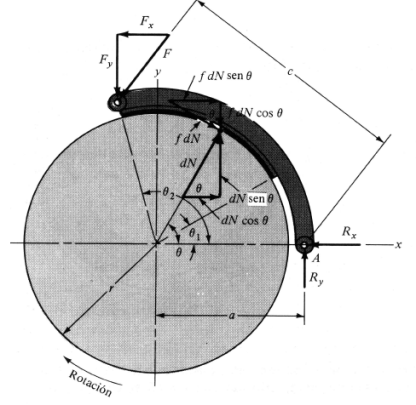 F_x
F
F_y
y
f dN sen θ
c
θ
f dN cos θ
f dN
dN
θ_2
θ
dN sen θ
dN cos θ
θ_1
θ
A
R_x
x
R_y
r
a
Rotación